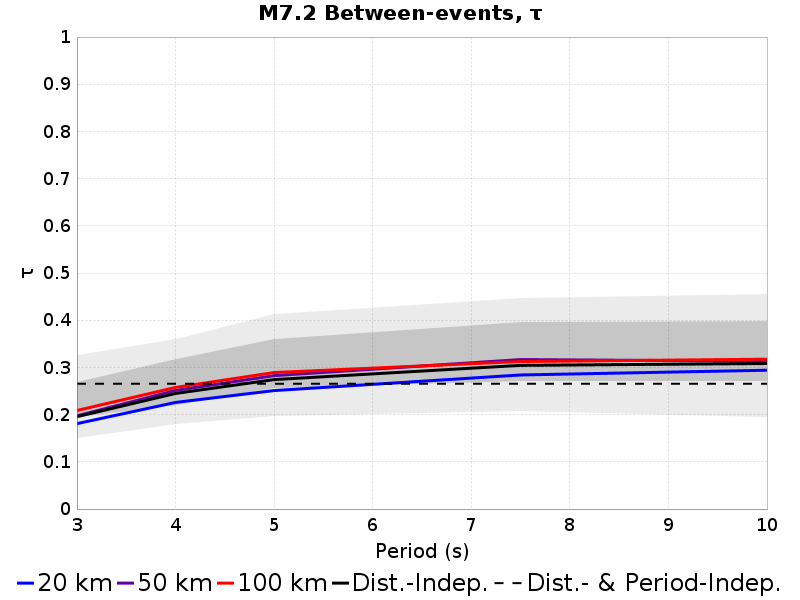 M7.2 Between-events, τ
1
0.9
0.8
0.7
0.6
0.5
0.4
0.3
0.2
0.1
0
τ
3 4 5 6 7 8 9 10
Period (s)
20 km 50 km 100 km Dist.-Indep. Dist.- & Period-Indep.